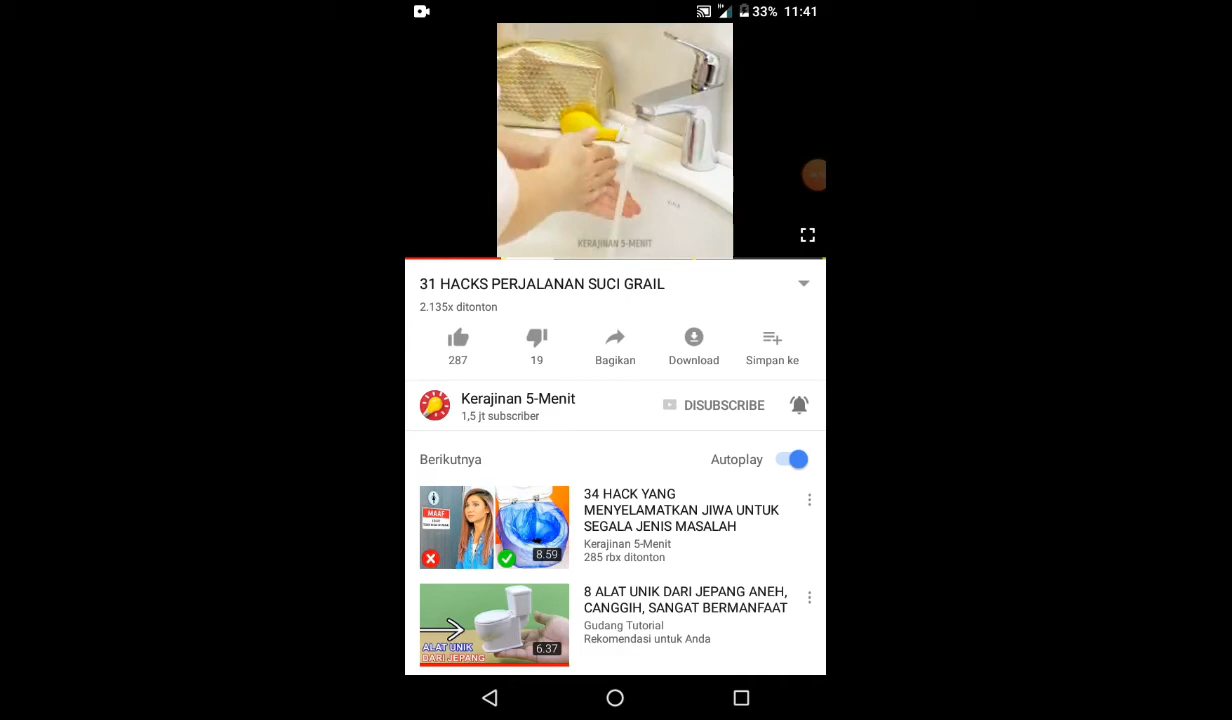 33% 11:41
KERAJINAN 5-MENIT
31 HACKS PERJALANAN SUCI GRAIL
2.135x ditonton
287
19
Bagikan
Download
Simpan ke
Kerajinan 5-Menit
1,5 jt subscriber
DISUBSCRIBE
Berikutnya
Autoplay
MAAF
8.59
34 HACK YANG
MENYELAMATKAN JIWA UNTUK
SEGALA JENIS MASALAH
Kerajinan 5-Menit
285 rbx ditonton
ALAT UNIK
DARI JEPANG
6.37
8 ALAT UNIK DARI JEPANG ANEH,
CANGGIH, SANGAT BERMANFAAT
Gudang Tutorial
Rekomendasi untuk Anda